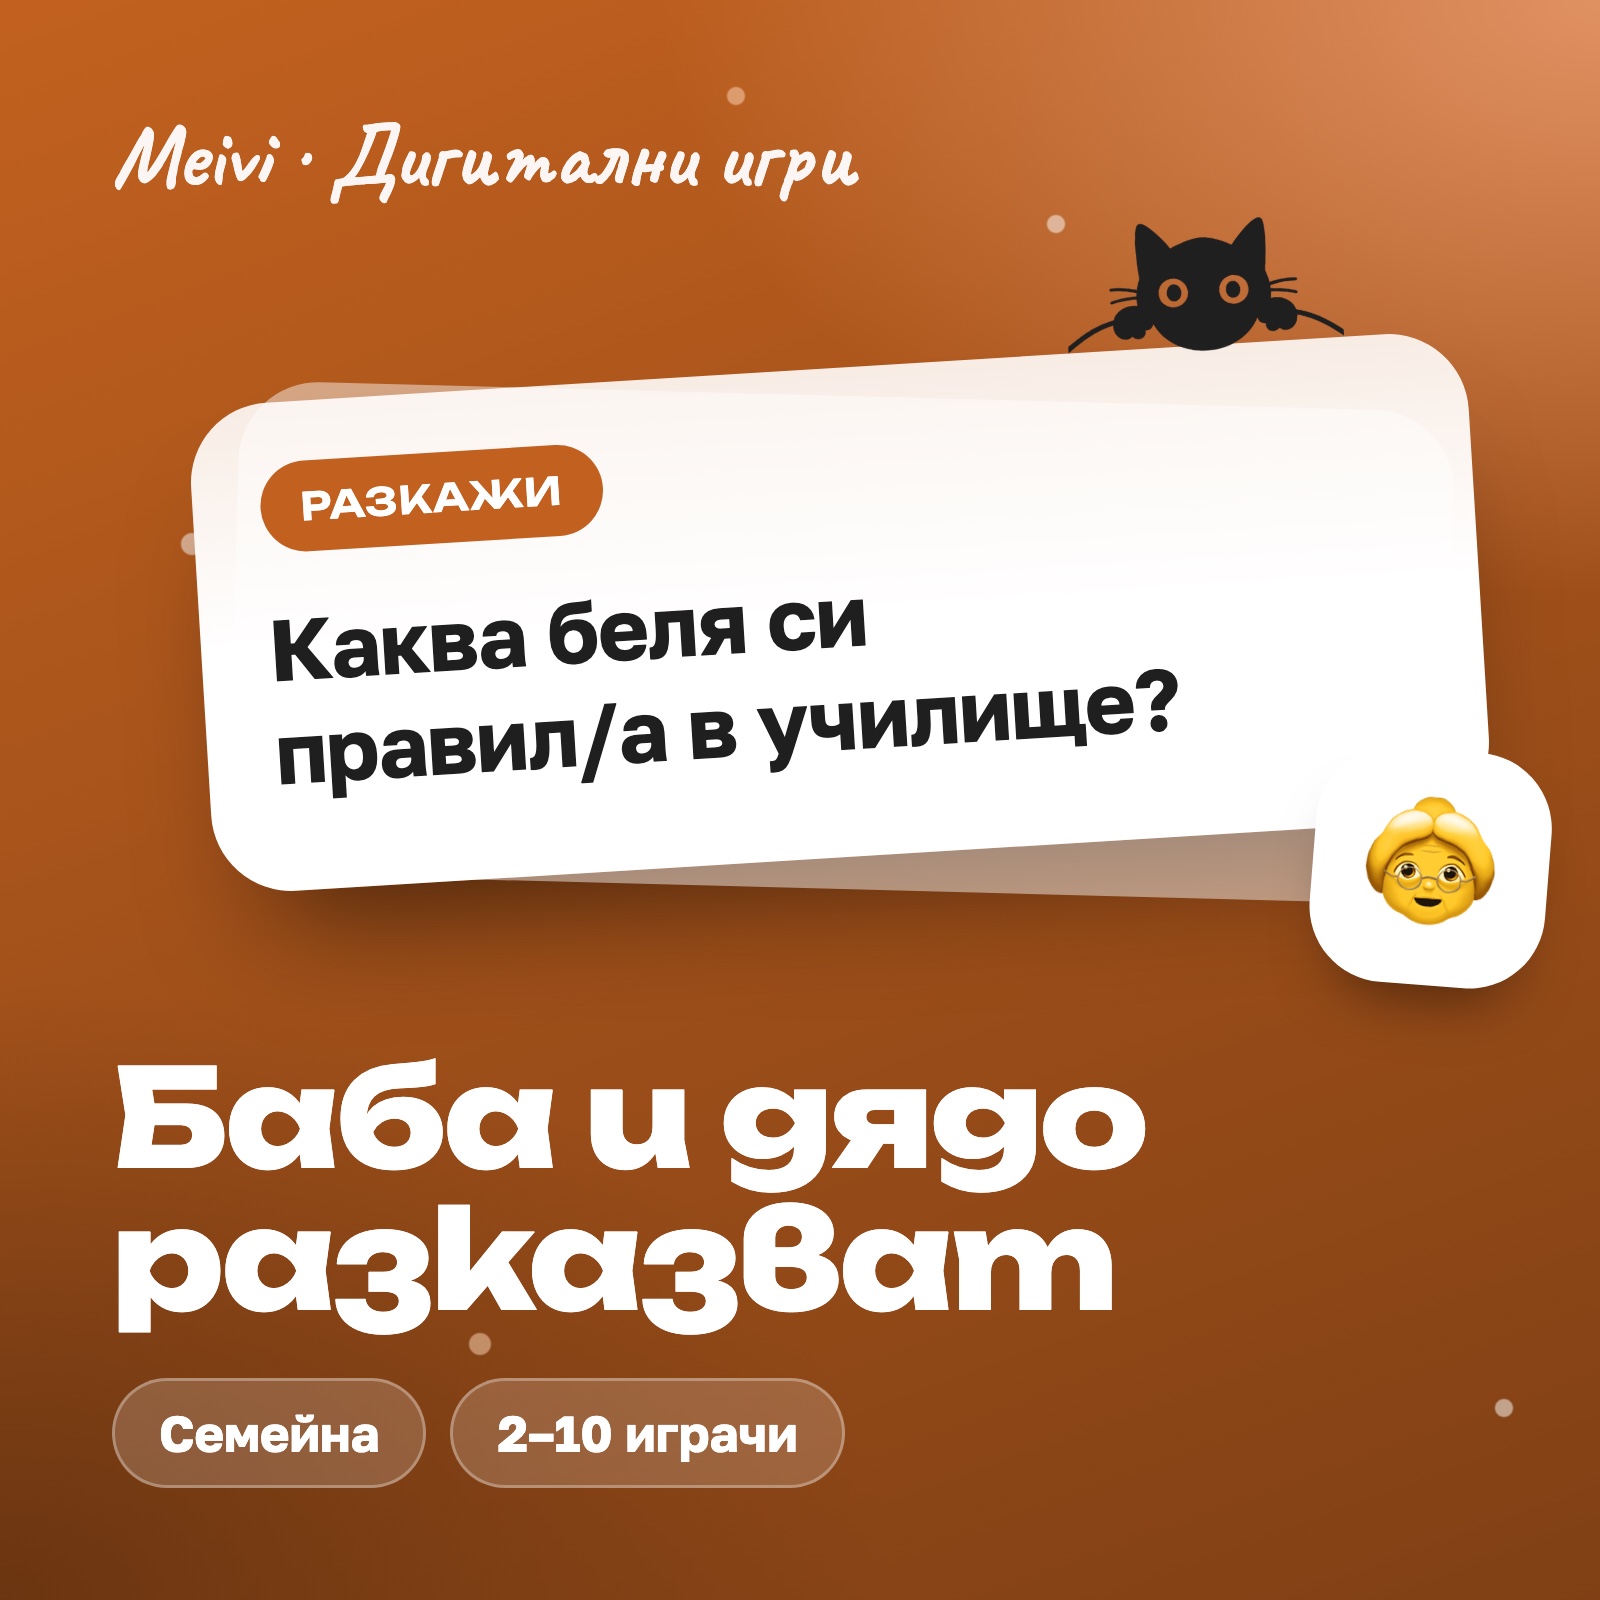 Meivi · Дигитални игри
РАЗКАЖИ
Каква беля си
правил/а в училище?
Баба и дядо
разказват
Семейна
2–10 играчи